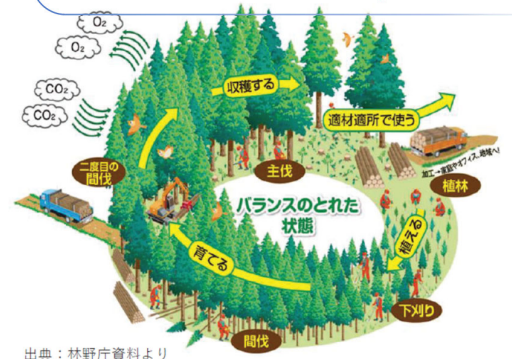 O₂
O₂
CO₂
CO₂
収穫する
適材適所で使う
加工→家庭やオフィス、地域へ!
二度目の
間伐
主伐
植林
バランスのとれた
状態
植える
育てる
下刈り
間伐
出典:林野庁資料より